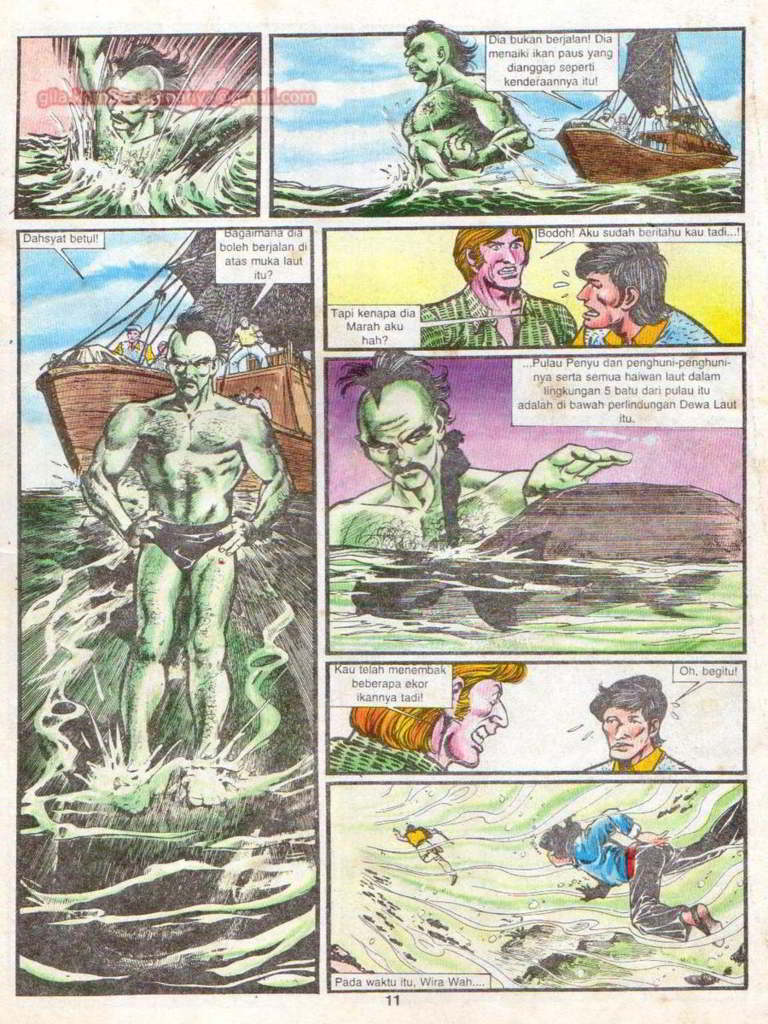 Dia bukan berjalan! Dia
menaiki ikan paus yang
dianggap seperti
kenderaannya itu!
Dahsyat betul!
Bagaimana dia
boleh berjalan di
atas muka laut
itu?
Bodoh! Aku sudah beritahu kau tadi...!
Tapi kenapa dia
Marah aku
hah?
...Pulau Penyu dan penghuni-penghuni-
nya serta semua haiwan laut dalam
lingkungan 5 batu dari pulau itu
adalah di bawah perlindungan Dewa Laut
itu.
Kau telah menembak
beberapa ekor
ikannya tadi!
Oh, begitu!
Pada waktu itu, Wira Wah....
11